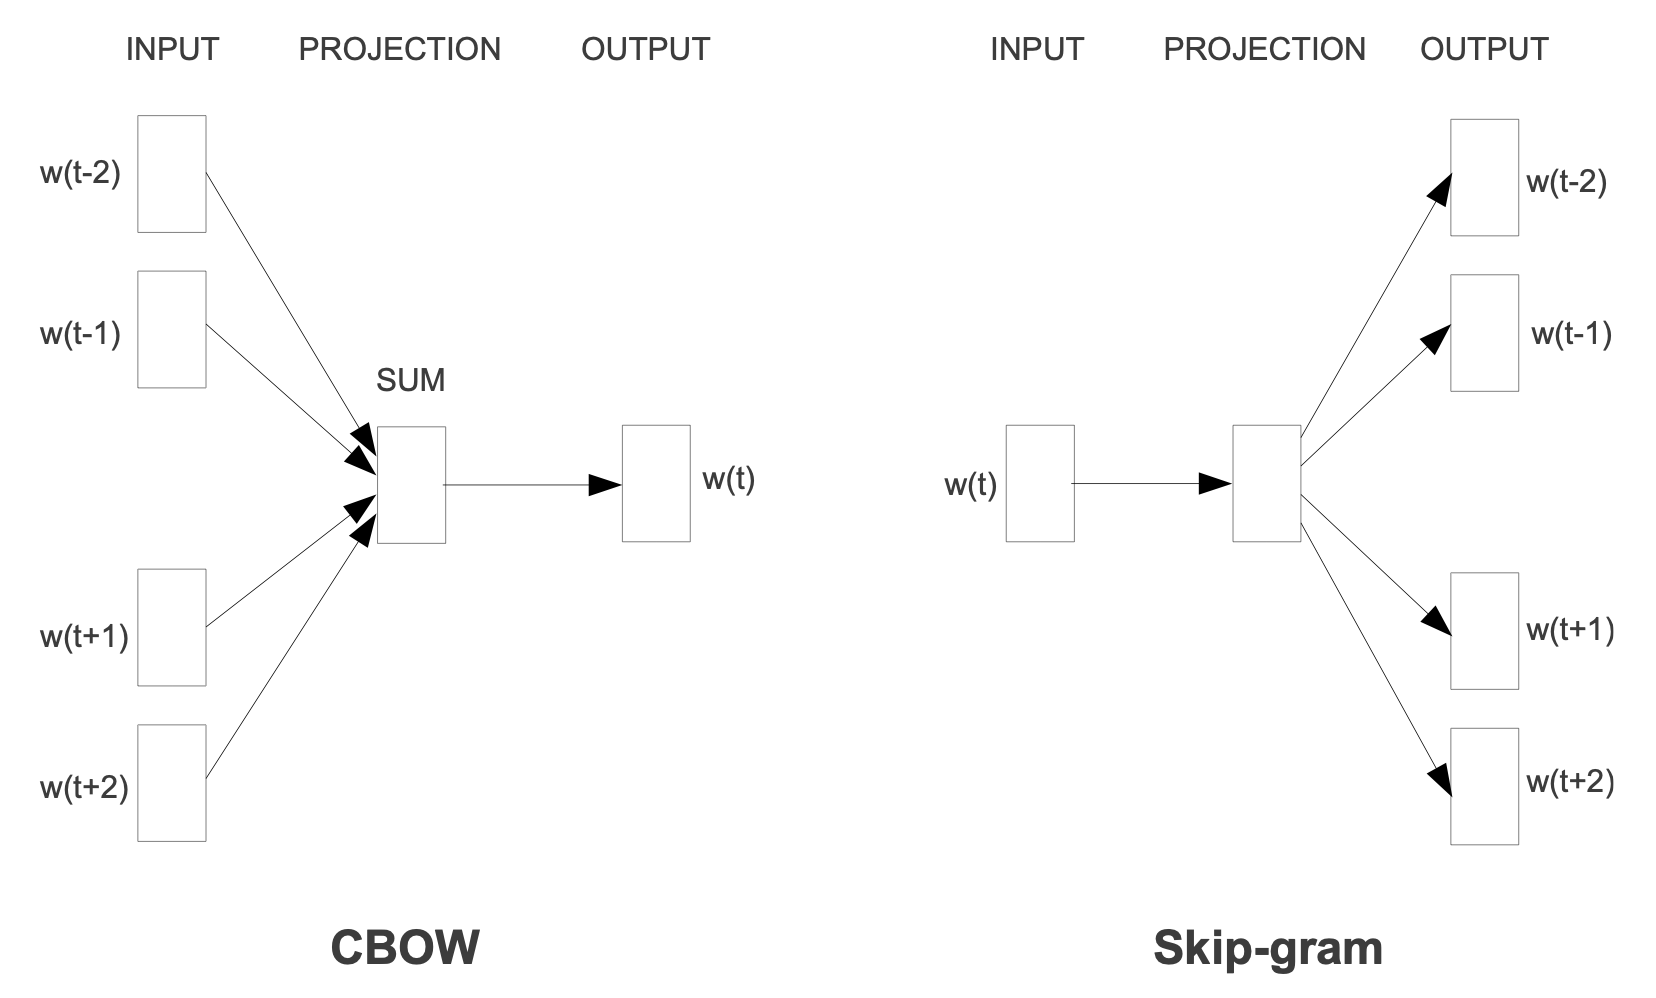 INPUT PROJECTION OUTPUT
w(t-2)
w(t-1)
SUM
w(t)
w(t+1)
w(t+2)
CBOW
INPUT PROJECTION OUTPUT
w(t-2)
w(t-1)
w(t)
w(t+1)
w(t+2)
Skip-gram